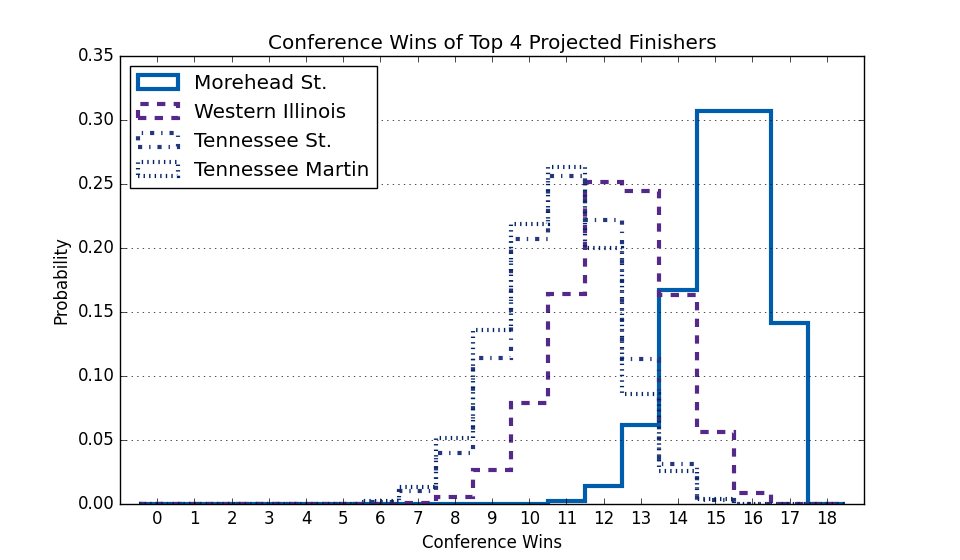 Conference Wins of Top 4 Projected Finishers
0.35
0.30
0.25
0.20
0.15
0.10
0.05
0.00
Probability
Morehead St.
Western Illinois
Tennessee St.
Tennessee Martin
0 1 2 3 4 5 6 7 8 9 10 11 12 13 14 15 16 17 18
Conference Wins